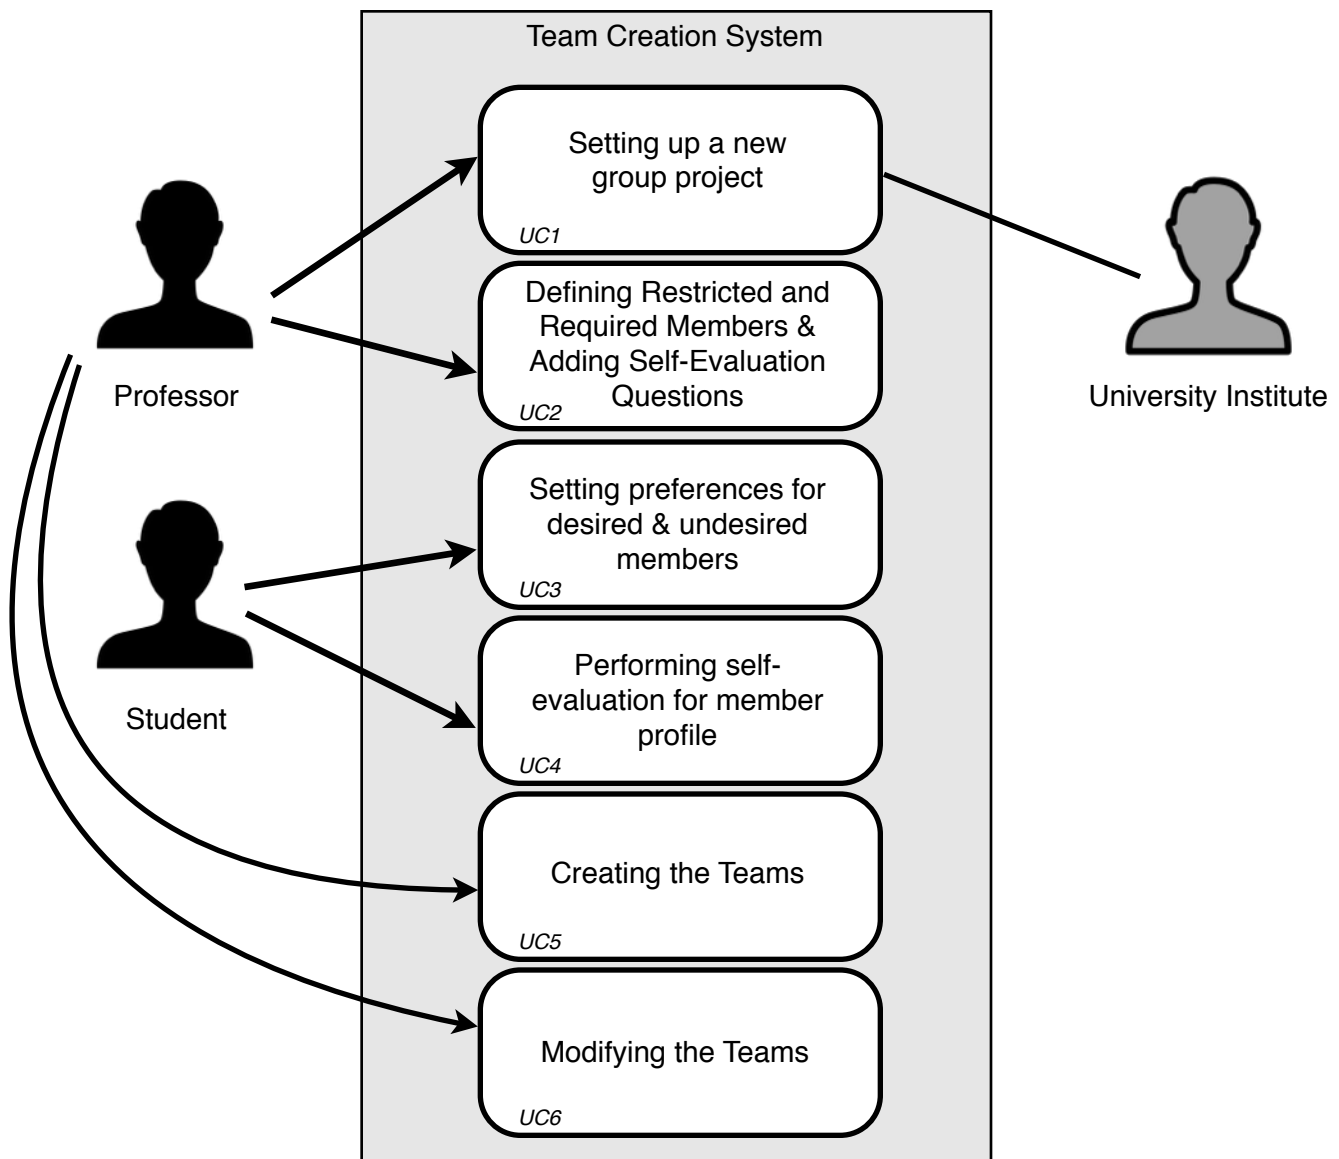 Team Creation System
Setting up a new
group project
UC1
Defining Restricted and
Required Members &
Adding Self-Evaluation
Questions
UC2
Professor
University Institute
Setting preferences for
desired & undesired
members
UC3
Performing self-
evaluation for member
profile
UC4
Student
Creating the Teams
UC5
Modifying the Teams
UC6